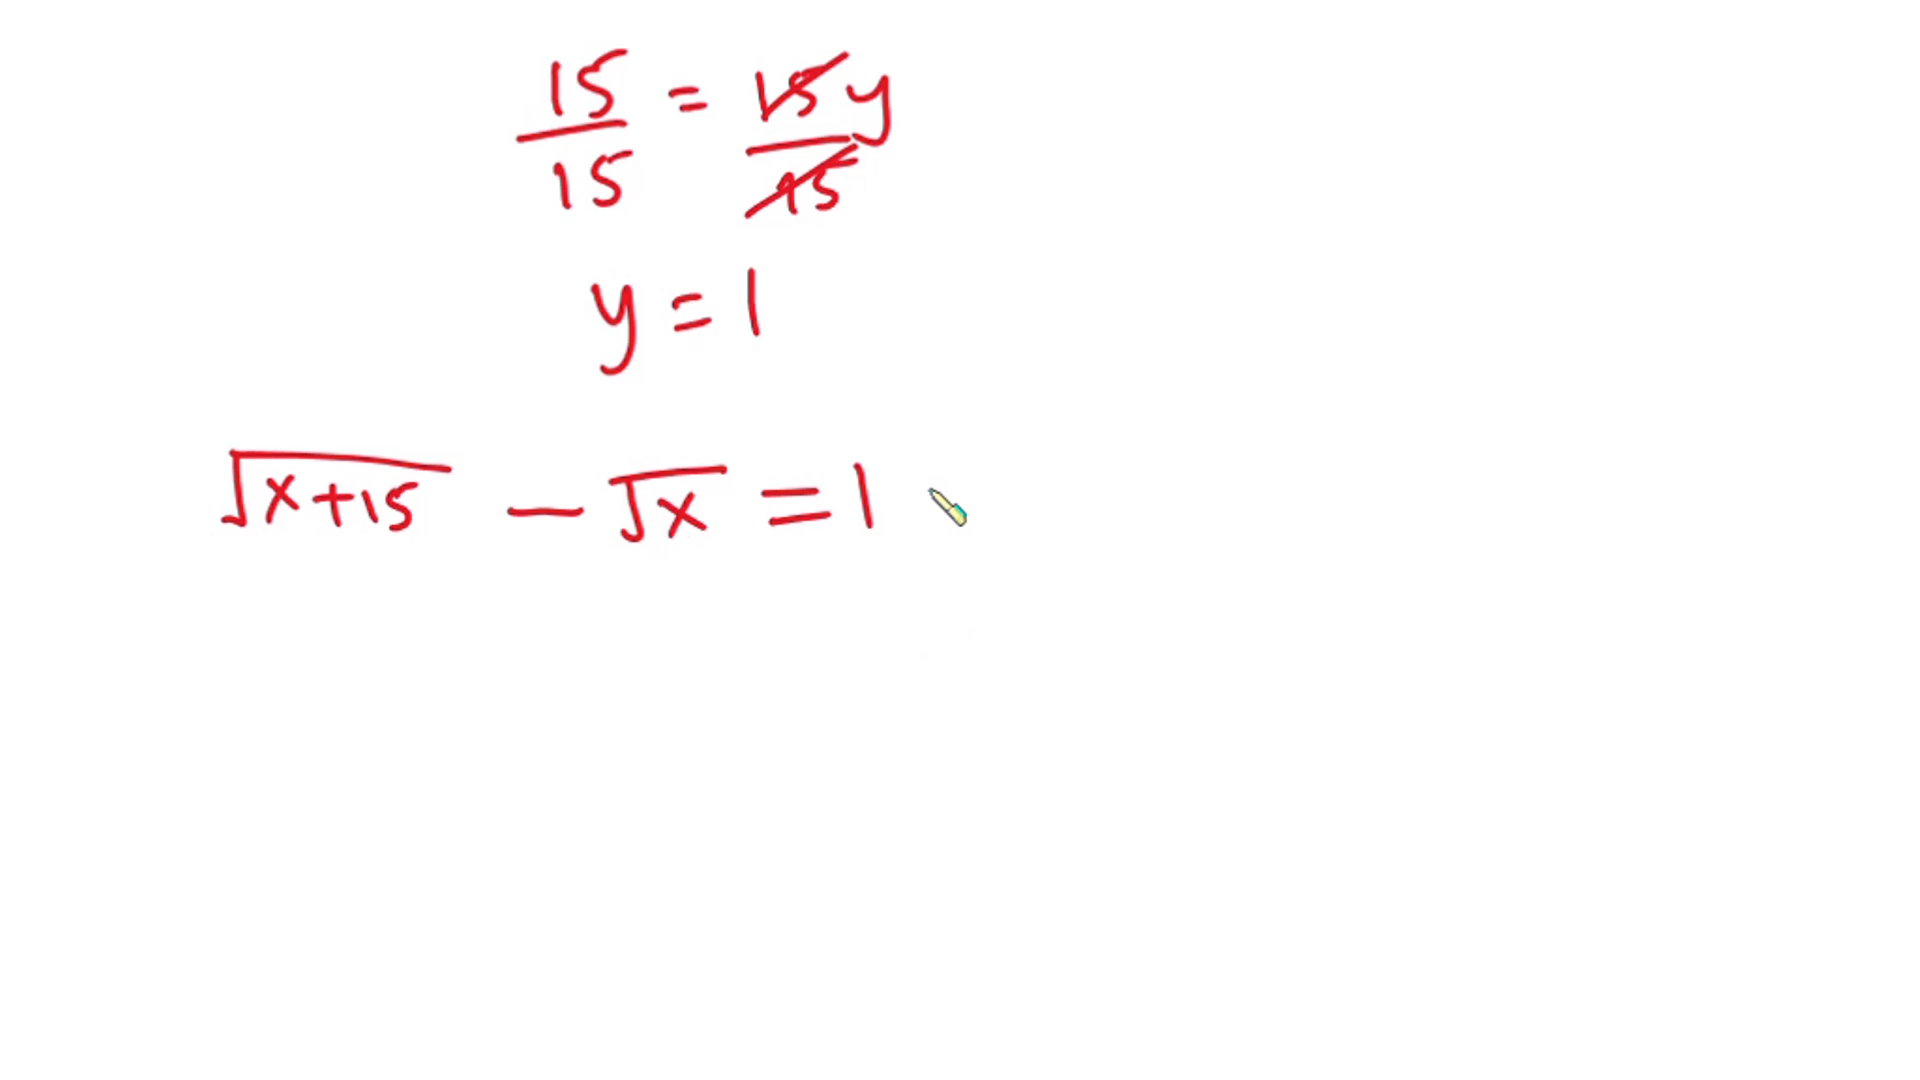 15/15 = 15y/15
y = 1
√x+15 − √x = 1